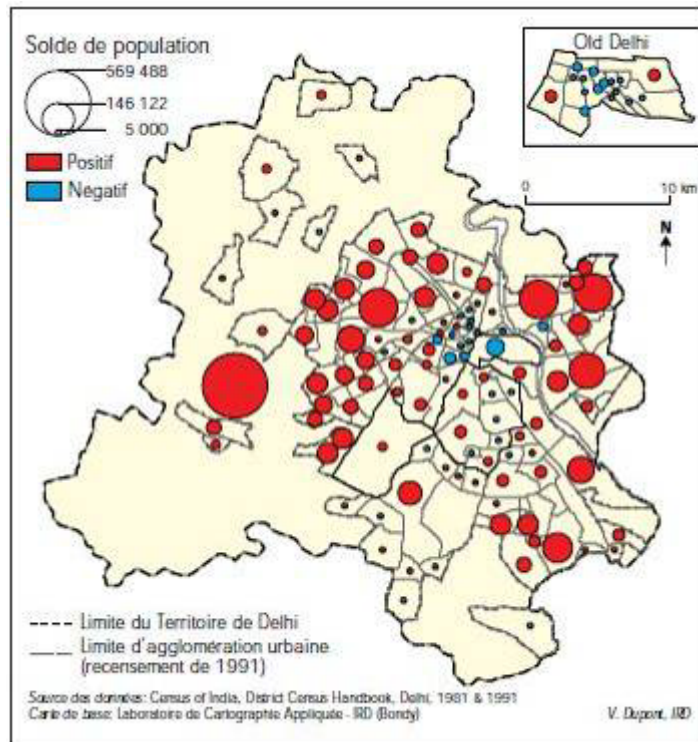 Solde de population
569 488
146 122
5 000
Positif
Négatif
Old Delhi
0 10 km
N
Limite du Territoire de Delhi
Limite d'agglomération urbaine
(recensement de 1991)
Source des données: Census of India, District Census Handbook, Delhi, 1981 & 1991
Carte de base: Laboratoire de Cartographie Appliquée - IRD (Bondy)
V. Dupont, IRD